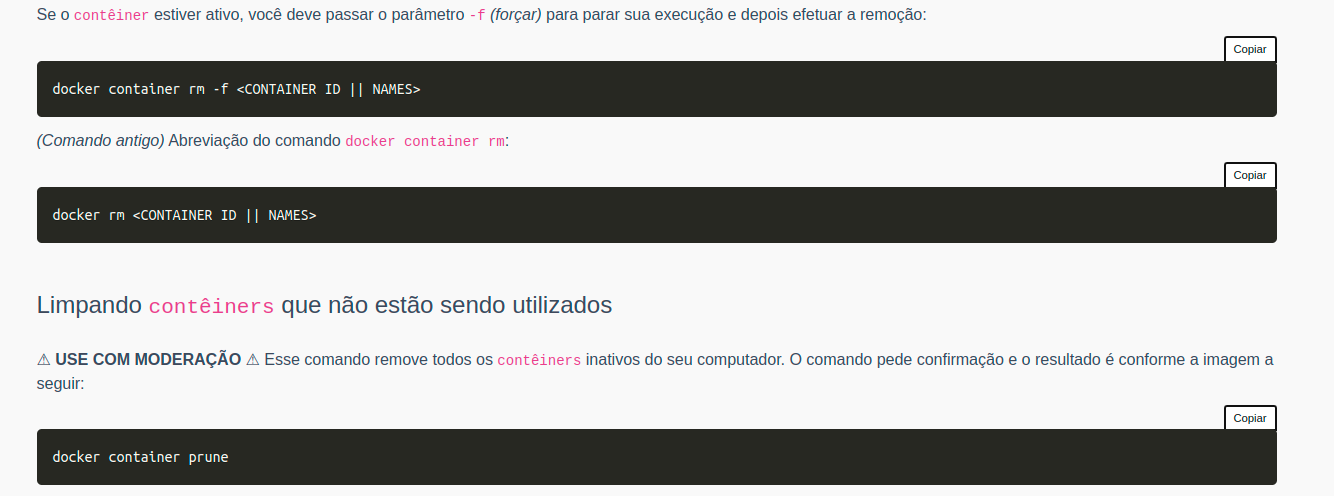 Se o contêiner estiver ativo, você deve passar o parâmetro -f (forçar) para parar sua execução e depois efetuar a remoção:
Copiar
docker container rm -f <CONTAINER ID || NAMES>
(Comando antigo) Abreviação do comando docker container rm:
Copiar
docker rm <CONTAINER ID || NAMES>
Limpando contêiners que não estão sendo utilizados
⚠ USE COM MODERAÇÃO ⚠ Esse comando remove todos os contêiners inativos do seu computador. O comando pede confirmação e o resultado é conforme a imagem a
seguir:
Copiar
docker container prune